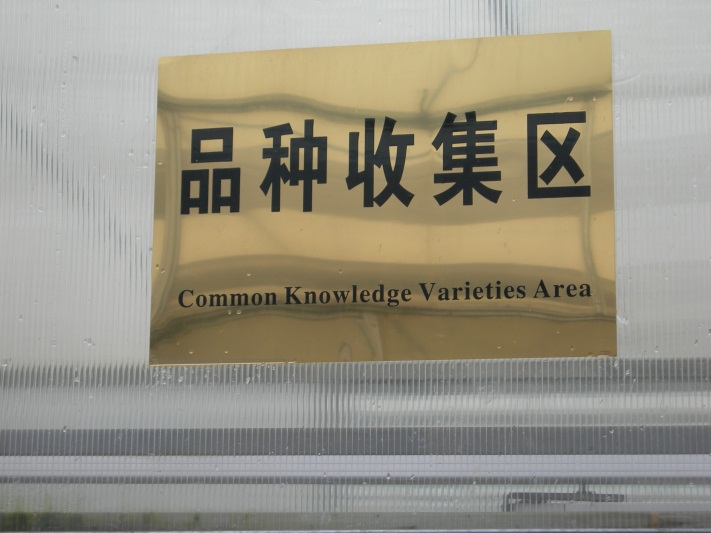 品种收集区
Common Knowledge Varieties Area